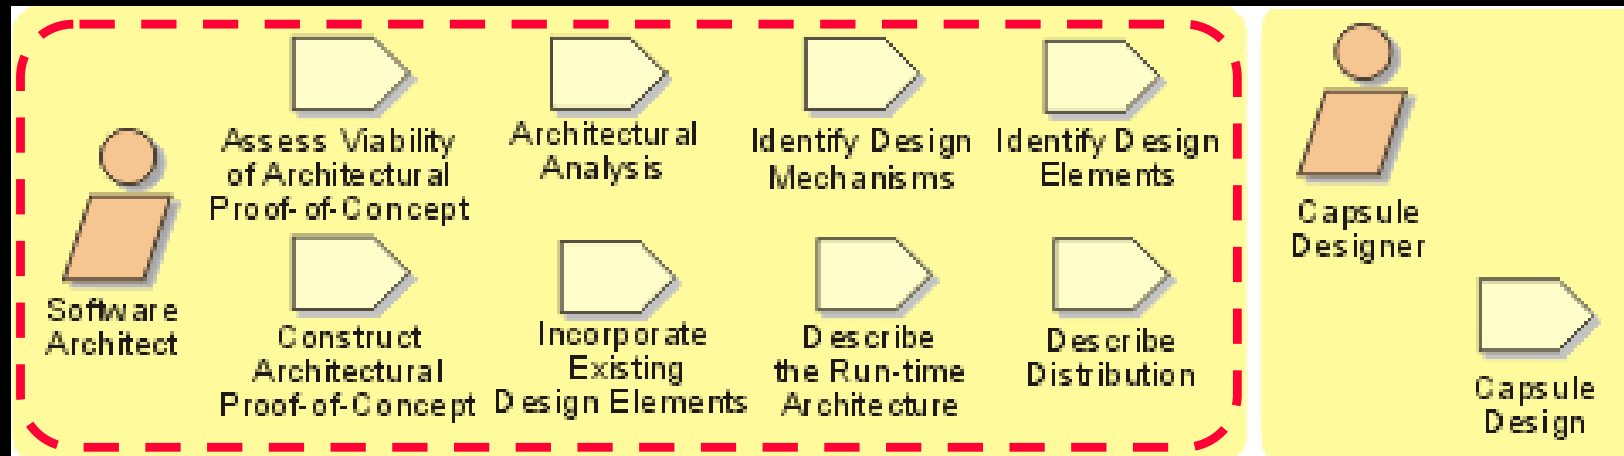 Software
Architect
Assess Viability
of Architectural
Proof-of-Concept
Architectural
Analysis
Identify Design
Mechanisms
Identify Design
Elements
Construct
Architectural
Proof-of-Concept
Incorporate
Existing
Design Elements
Describe
the Run-time
Architecture
Describe
Distribution
Capsule
Designer
Capsule
Design